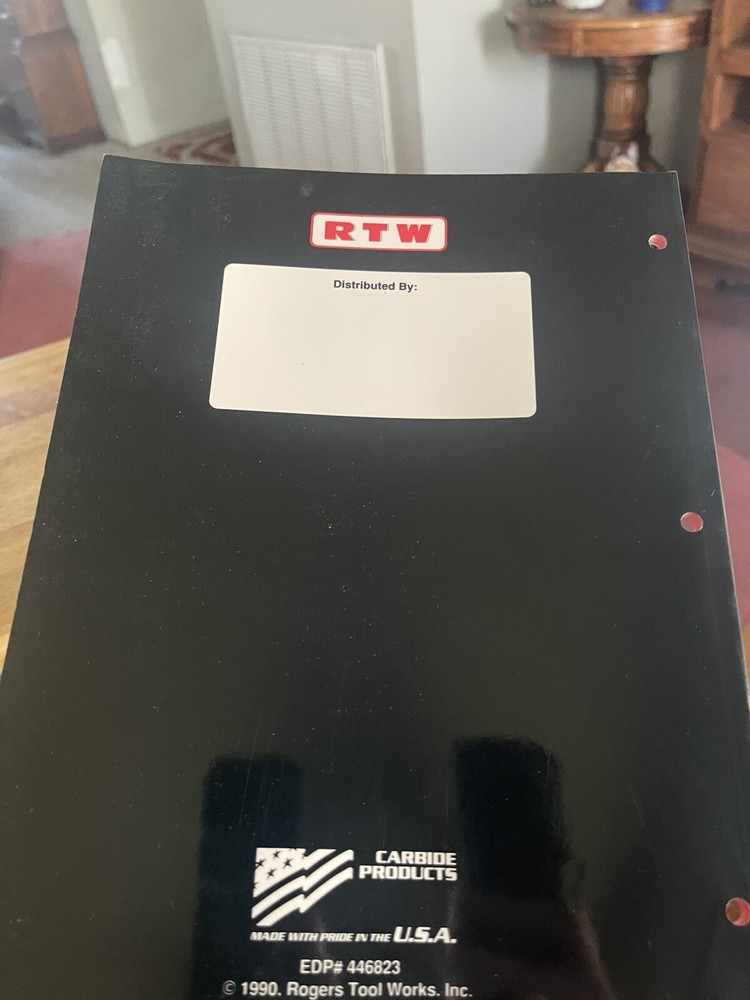 RTW
Distributed By:
CARBIDE
PRODUCTS
MADE WITH PRIDE IN THE U.S.A.
EDP# 446823
© 1990. Rogers Tool Works. Inc.